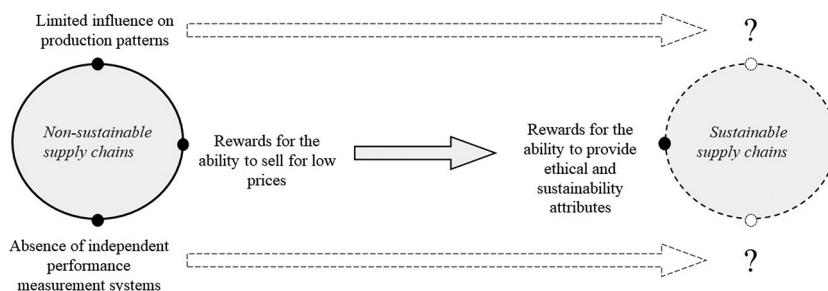 Limited influence on
production patterns
?
Non-sustainable
supply chains
Rewards for the
ability to sell for low
prices
Rewards for the
ability to provide
ethical and
sustainability
attributes
Sustainable
supply chains
Absence of independent
performance
measurement systems
?